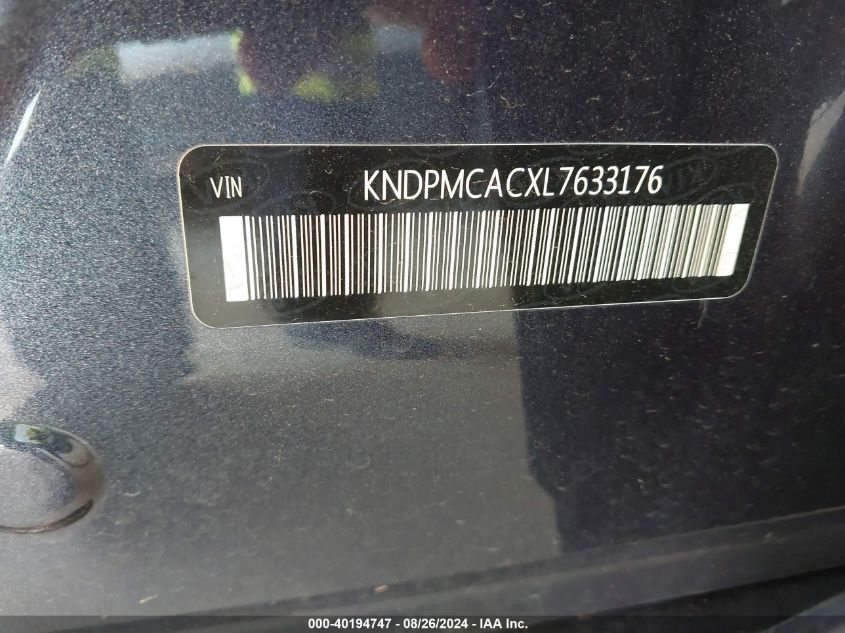 VIN KNDPMCACXL7633176
000-40194747 - 08/26/2024 - IAA Inc.